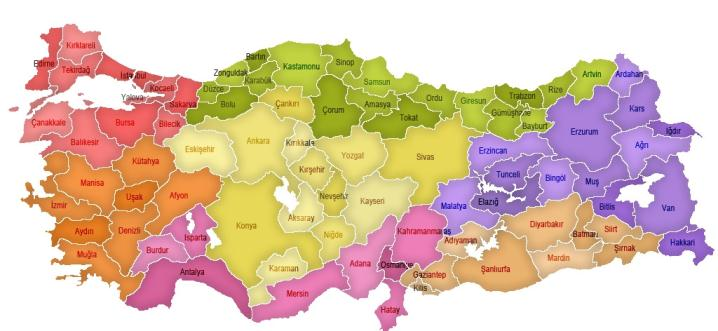 Kırklareli
Edirne
Tekirdağ
İstanbul
Kocaeli
Yalova
Sakarya
Çanakkale
Bursa
Bilecik
Balıkesir
Bartın
Zonguldak
Karabük
Kastamonu
Sinop
Düzce
Bolu
Çankırı
Samsun
Çorum
Amasya
Ordu
Tokat
Giresun
Trabzon
Rize
Artvin
Gümüşhane
Bayburt
Ardahan
Kars
Iğdır
Erzurum
Ağrı
Erzincan
Tunceli
Bingöl
Muş
Elazığ
Malatya
Bitlis
Van
Hakkari
Kütahya
Manisa
Uşak
Afyon
İzmir
Aydın
Denizli
Muğla
Eskişehir
Ankara
Kırıkkale
Kırşehir
Yozgat
Sivas
Nevşehir
Kayseri
Aksaray
Konya
Niğde
Karaman
Burdur
Isparta
Antalya
Mersin
Adana
Kahramanmaraş
Osmaniye
Hatay
Adıyaman
Gaziantep
Kilis
Şanlıurfa
Diyarbakır
Mardin
Batman
Siirt
Şırnak